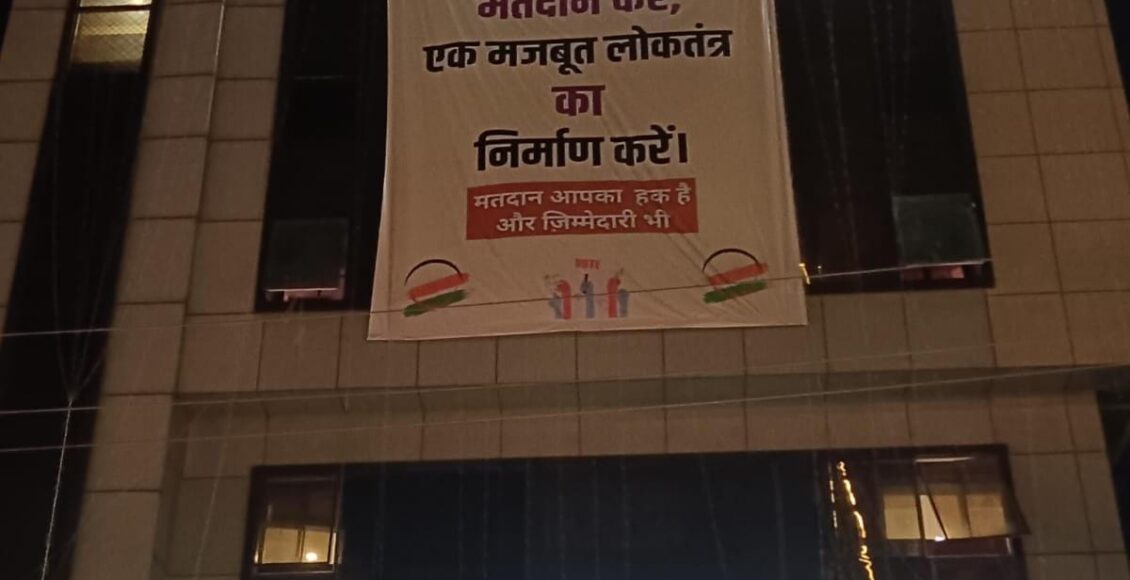 मतदान करें,
एक मजबूत लोकतंत्र
का
निर्माण करें।
मतदान आपका हक है
और ज़िम्मेदारी भी